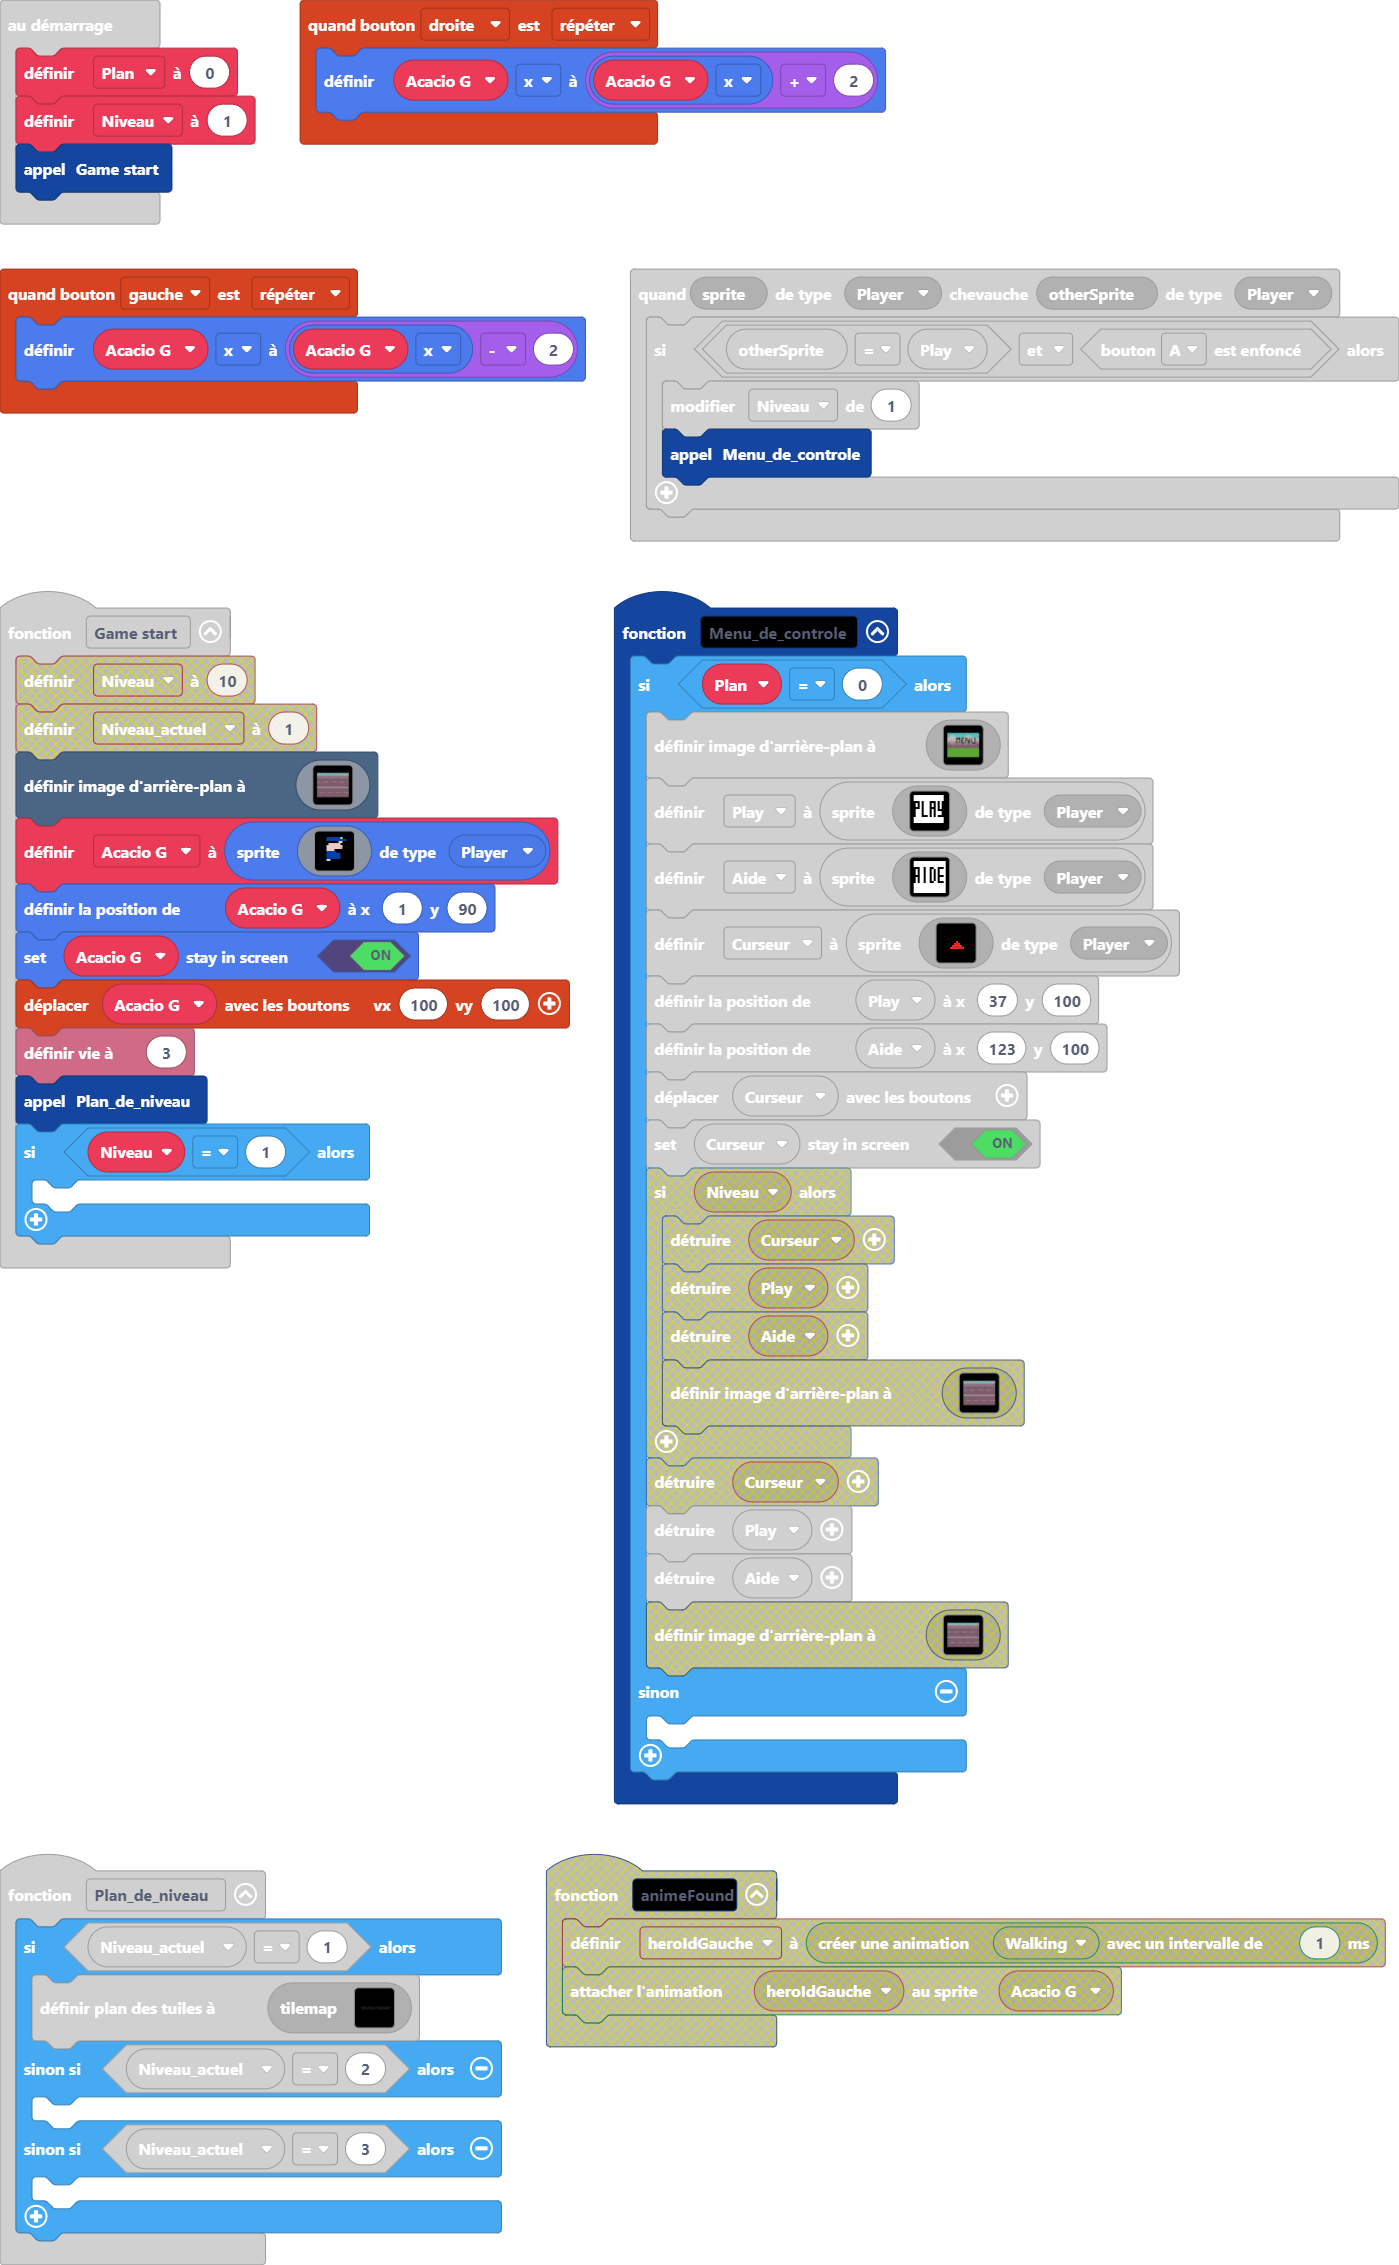 au démarrage
définir Plan à 0
définir Niveau à 1
appel Game start
quand bouton droite est répéter
définir Acacio G x à Acacio G x + 2
quand bouton gauche est répéter
définir Acacio G x à Acacio G x - 2
quand sprite de type Player chevauche otherSprite de type Player
si otherSprite = Play et bouton A est enfoncé alors
modifier Niveau de 1
appel Menu_de_controle
fonction Game start
définir Niveau à 10
définir Niveau_actuel à 1
définir image d'arrière-plan à
définir Acacio G à sprite de type Player
définir la position de Acacio G à x 1 y 90
set Acacio G stay in screen ON
déplacer Acacio G avec les boutons vx 100 vy 100
définir vie à 3
appel Plan_de_niveau
si Niveau = 1 alors
fonction Menu_de_controle
si Plan = 0 alors
définir image d'arrière-plan à MENU
définir Play à sprite PLAY de type Player
définir Aide à sprite AIDE de type Player
définir Curseur à sprite de type Player
définir la position de Play à x 37 y 100
définir la position de Aide à x 123 y 100
déplacer Curseur avec les boutons
set Curseur stay in screen ON
si Niveau alors
détruire Curseur
détruire Play
détruire Aide
définir image d'arrière-plan à
détruire Curseur
détruire Play
détruire Aide
définir image d'arrière-plan à
sinon
fonction Plan_de_niveau
si Niveau_actuel = 1 alors
définir plan des tuiles à tilemap
sinon si Niveau_actuel = 2 alors
sinon si Niveau_actuel = 3 alors
fonction animeFound
définir heroIdGauche à créer une animation Walking avec un intervalle de 1 ms
attacher l'animation heroIdGauche au sprite Acacio G